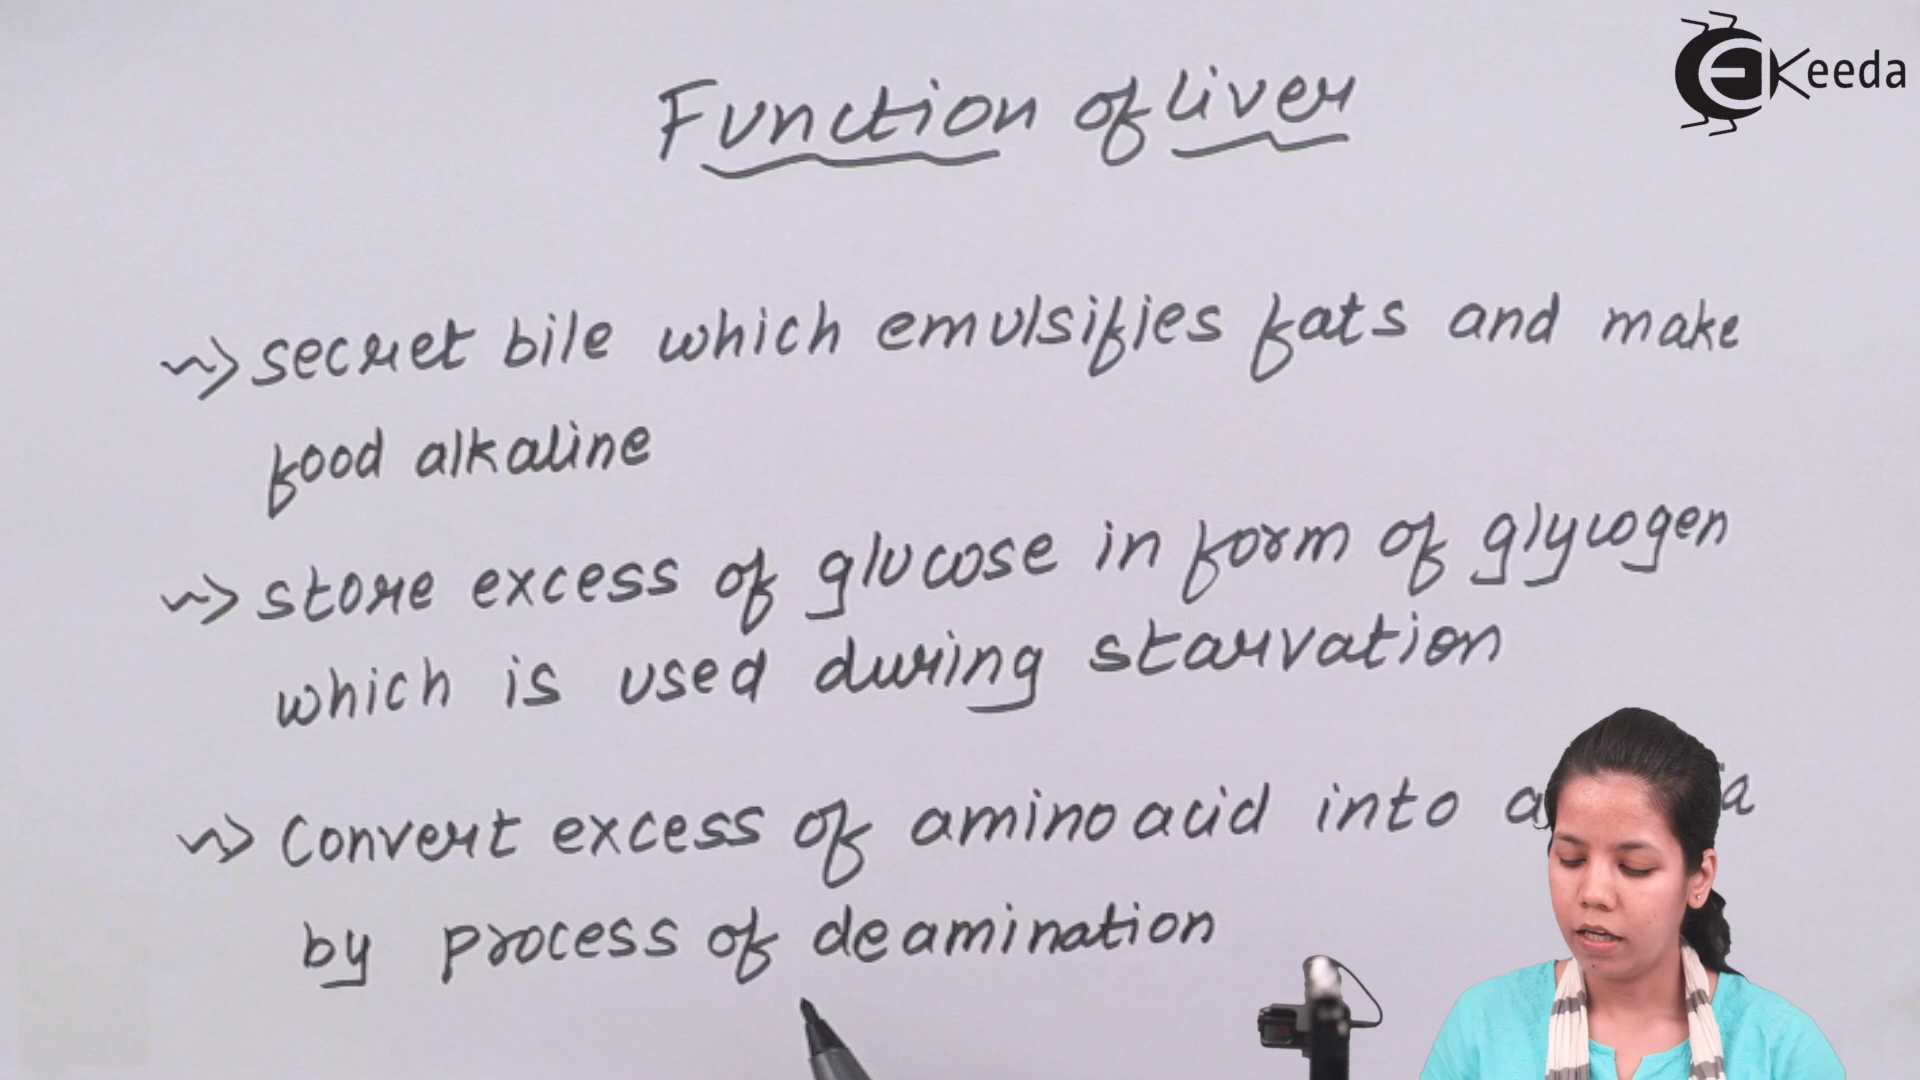 Function of liver
Keeda
~> secret bile which emulsifies fats and make
food alkaline
~> store excess of glucose in form of glycogen
which is used during starvation
~> Convert excess of amino acid into
by process of deamination